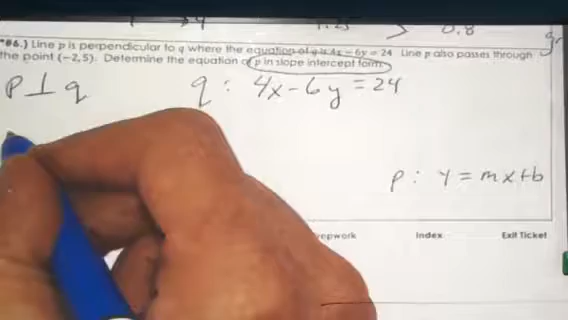 *#6.) Line p is perpendicular to q where the equation of q is 4x – 6y = 24 Line p also passes through
the point (–2,5). Determine the equation of p in slope intercept form.
p ⊥ q q: 4x - 6y = 24
p: y = mx+b
Index Exit Ticket